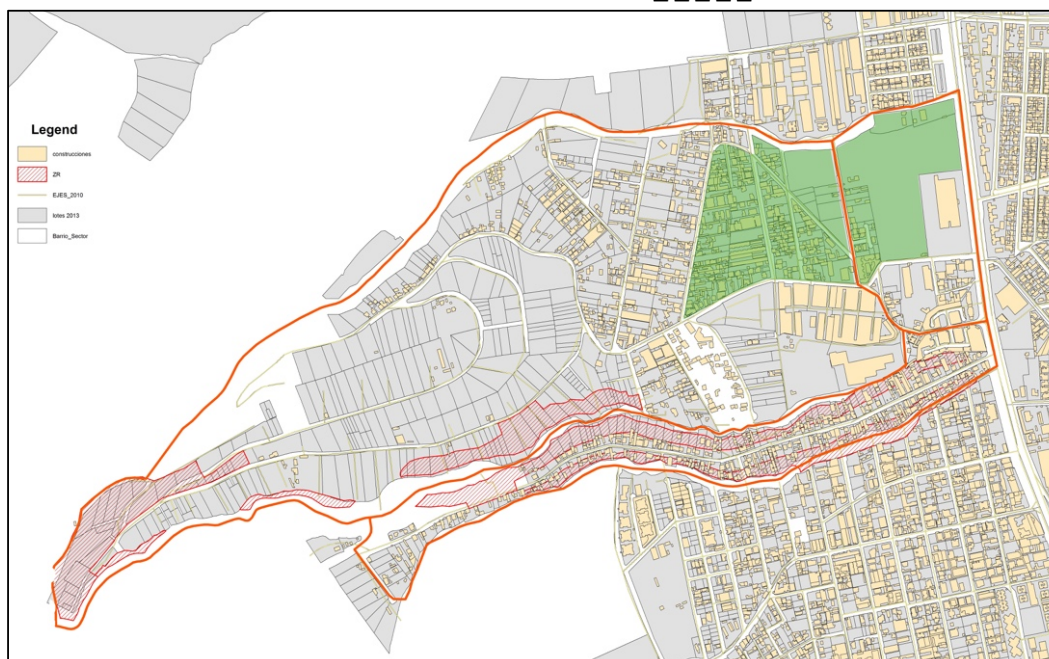 Legend
construcciones
ZR
EJES_2010
lotes 2013
Barrio_Sector